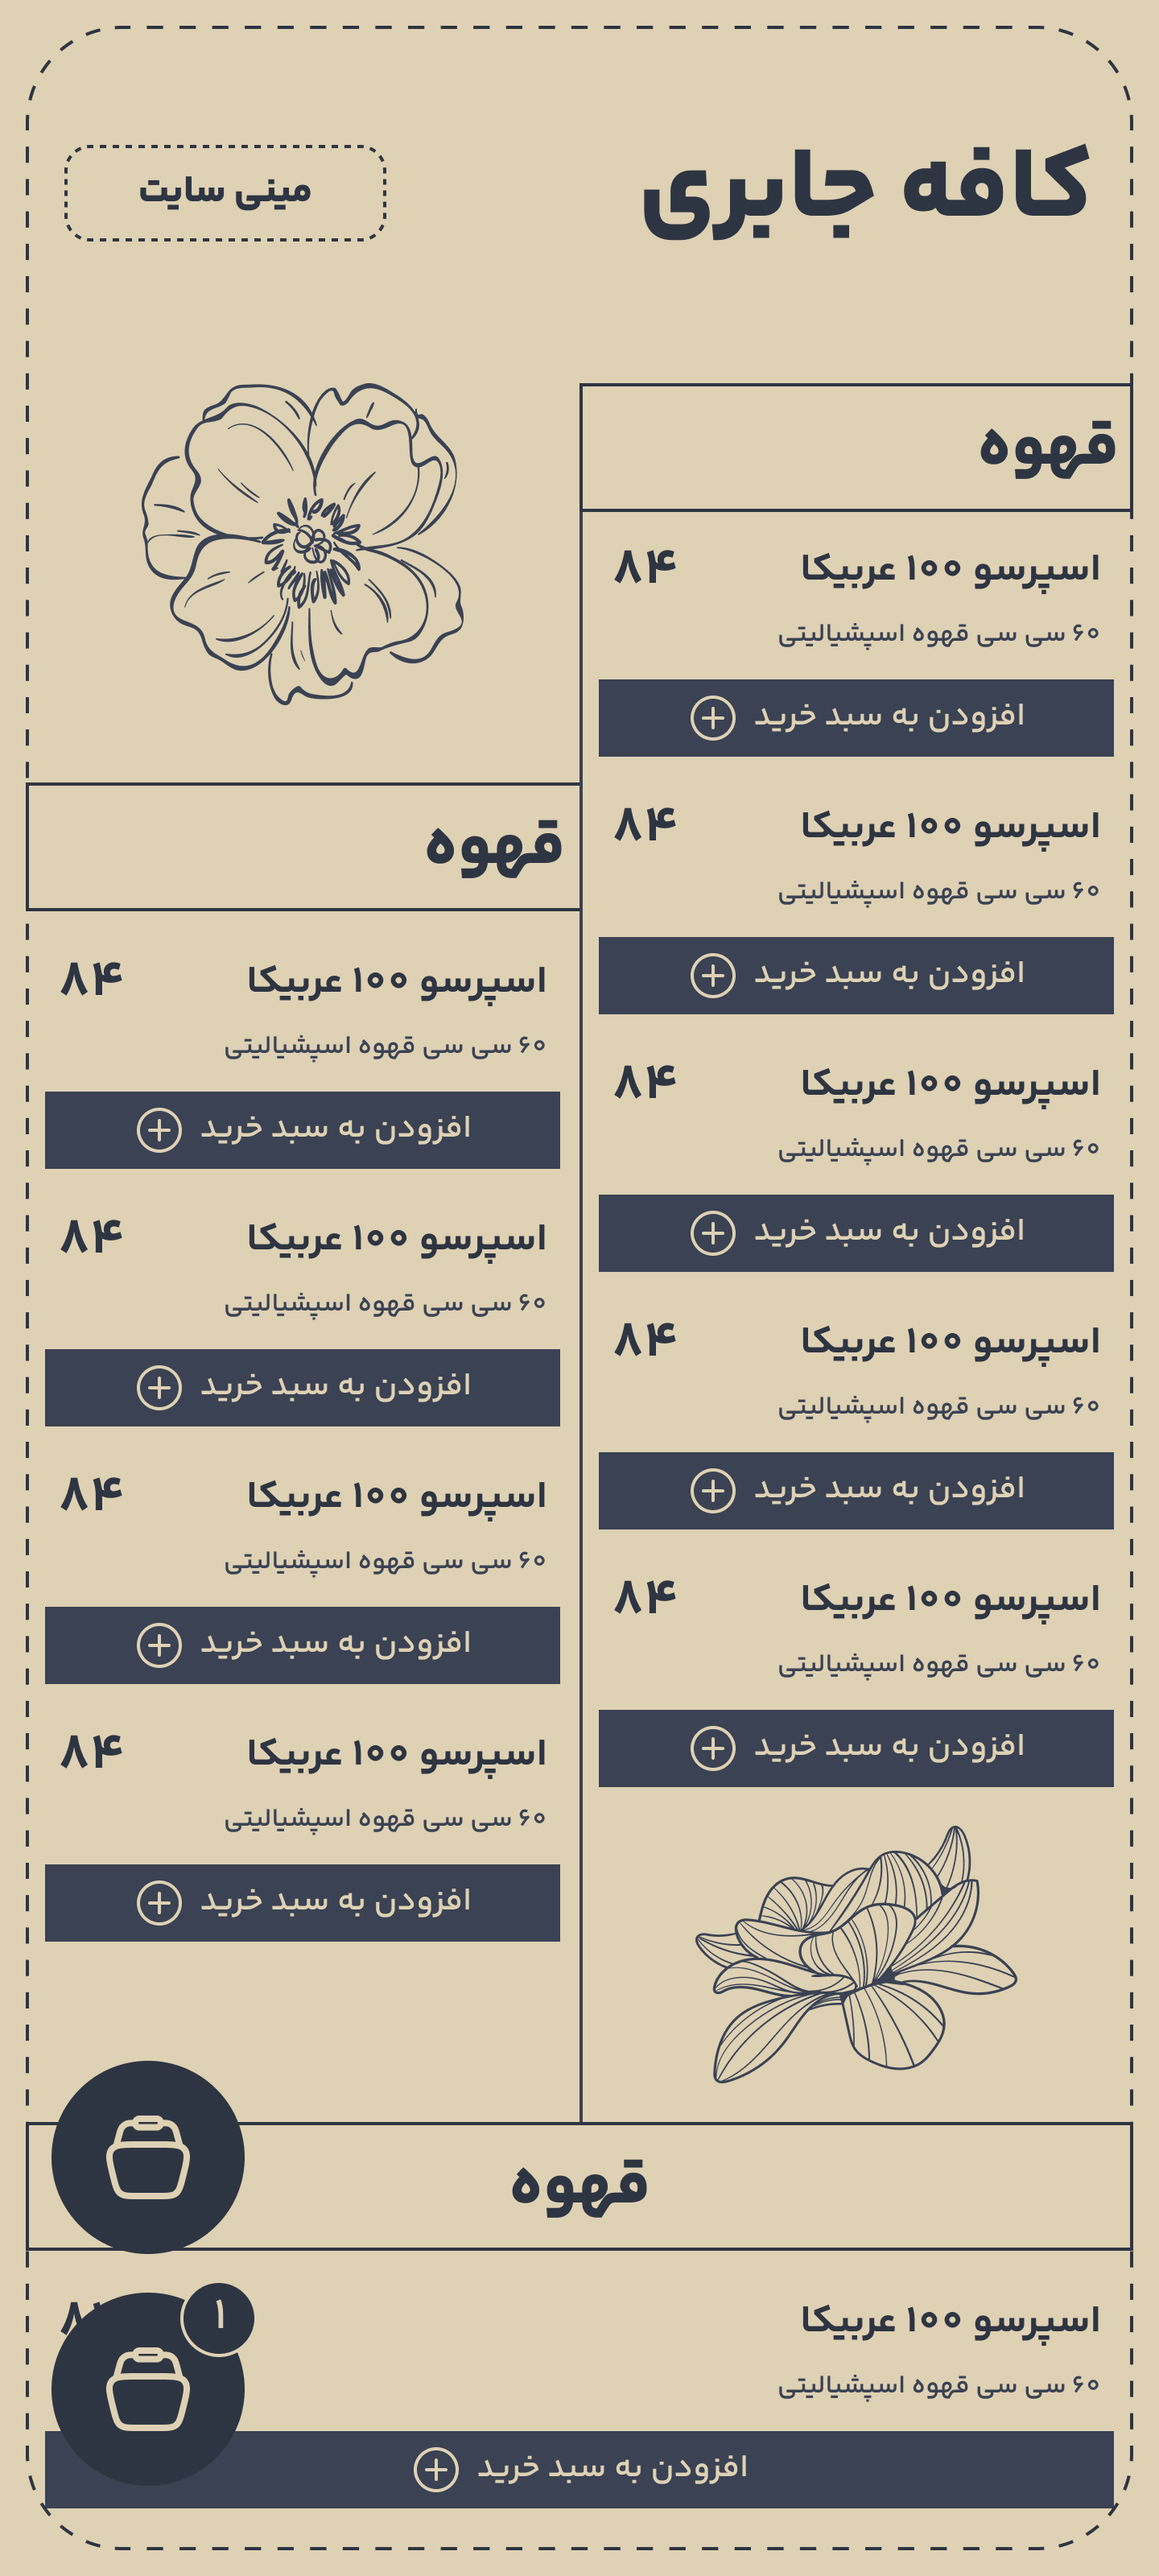 کافه جابری
مینی سایت
قهوه
اسپرسو ۱۰۰ عربیکا ۸۴
۶۰ سی سی قهوه اسپشیالیتی
افزودن به سبد خرید
اسپرسو ۱۰۰ عربیکا ۸۴
۶۰ سی سی قهوه اسپشیالیتی
افزودن به سبد خرید
اسپرسو ۱۰۰ عربیکا ۸۴
۶۰ سی سی قهوه اسپشیالیتی
افزودن به سبد خرید
اسپرسو ۱۰۰ عربیکا ۸۴
۶۰ سی سی قهوه اسپشیالیتی
افزودن به سبد خرید
اسپرسو ۱۰۰ عربیکا ۸۴
۶۰ سی سی قهوه اسپشیالیتی
افزودن به سبد خرید
قهوه
اسپرسو ۱۰۰ عربیکا ۸۴
۶۰ سی سی قهوه اسپشیالیتی
افزودن به سبد خرید
اسپرسو ۱۰۰ عربیکا ۸۴
۶۰ سی سی قهوه اسپشیالیتی
افزودن به سبد خرید
اسپرسو ۱۰۰ عربیکا ۸۴
۶۰ سی سی قهوه اسپشیالیتی
افزودن به سبد خرید
اسپرسو ۱۰۰ عربیکا ۸۴
۶۰ سی سی قهوه اسپشیالیتی
افزودن به سبد خرید
قهوه
اسپرسو ۱۰۰ عربیکا
۱
۶۰ سی سی قهوه اسپشیالیتی
افزودن به سبد خرید